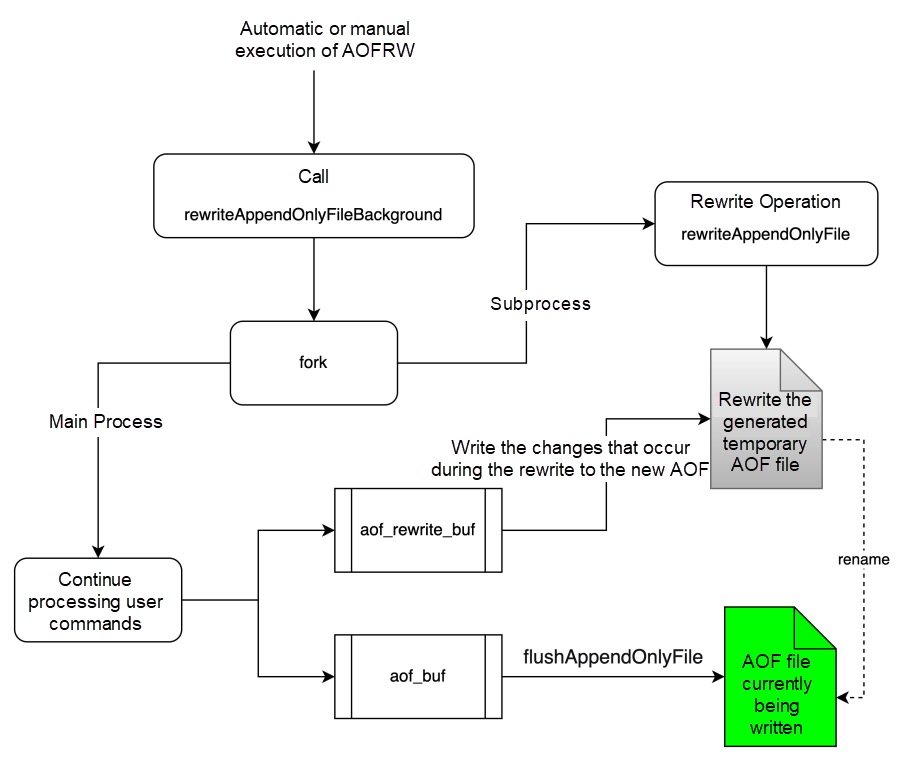 Automatic or manual
execution of AOFRW
Call
rewriteAppendOnlyFileBackground
Rewrite Operation
rewriteAppendOnlyFile
Subprocess
fork
Main Process
Rewrite the
generated
temporary
AOF file
Write the changes that occur
during the rewrite to the new AOF
aof_rewrite_buf
rename
Continue
processing user
commands
flushAppendOnlyFile
aof_buf
AOF file
currently
being
written